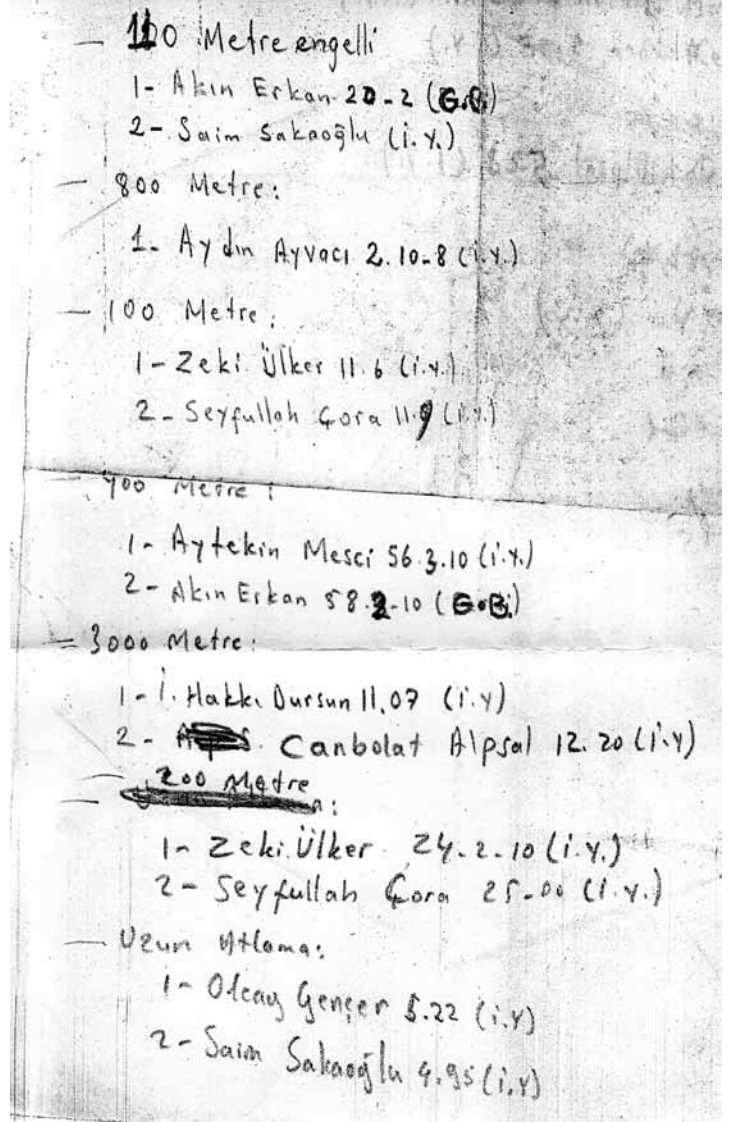 — 110 Metre engelli
1- Akın Erkan 20-2 (G.B.)
2- Saim Sakaoğlu (i.Y.)
— 800 Metre:
1- Aydın Ayvacı 2.10-8 (i.Y.)
— 100 Metre:
1- Zeki Ülker 11.6 (i.Y.)
2- Seyfullah Çora 11.9 (i.Y.)
— 400 Metre:
1- Aytekin Mesci 56.3.10 (i.Y.)
2- Akın Erkan 58.2.10 (G.B.)
— 3000 Metre:
1- İ. Hakkı Dursun 11.07 (i.Y)
2- Canbolat Alpsal 12.20 (i.Y)
— 200 Metre
1- Zeki Ülker 24.2.10 (i.Y.)
2- Seyfullah Çora 25-00 (i.Y.)
— Uzun Atlama:
1- Olcay Gençer 5.22 (i.Y)
2- Saim Sakaoğlu 4.95 (i.Y)